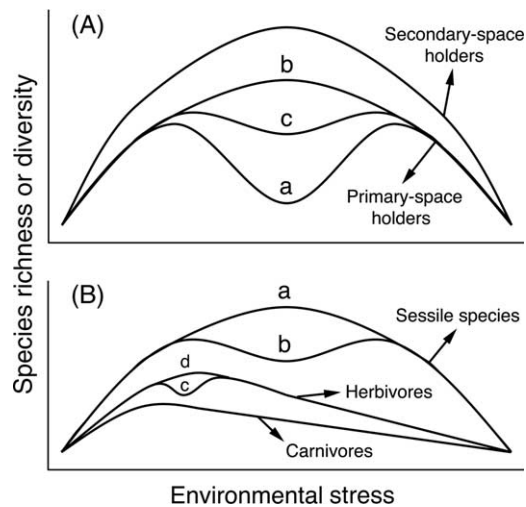 (A)
Secondary-space
holders
b
c
a
Primary-space
holders
Species richness or diversity
(B)
a
Sessile species
b
d
c
Herbivores
Carnivores
Environmental stress